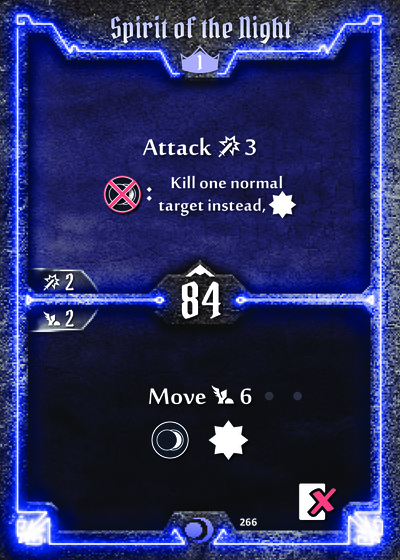 Spirit of the Night
1
Attack 3
: Kill one normal
target instead,
2
84
2
Move 6
266